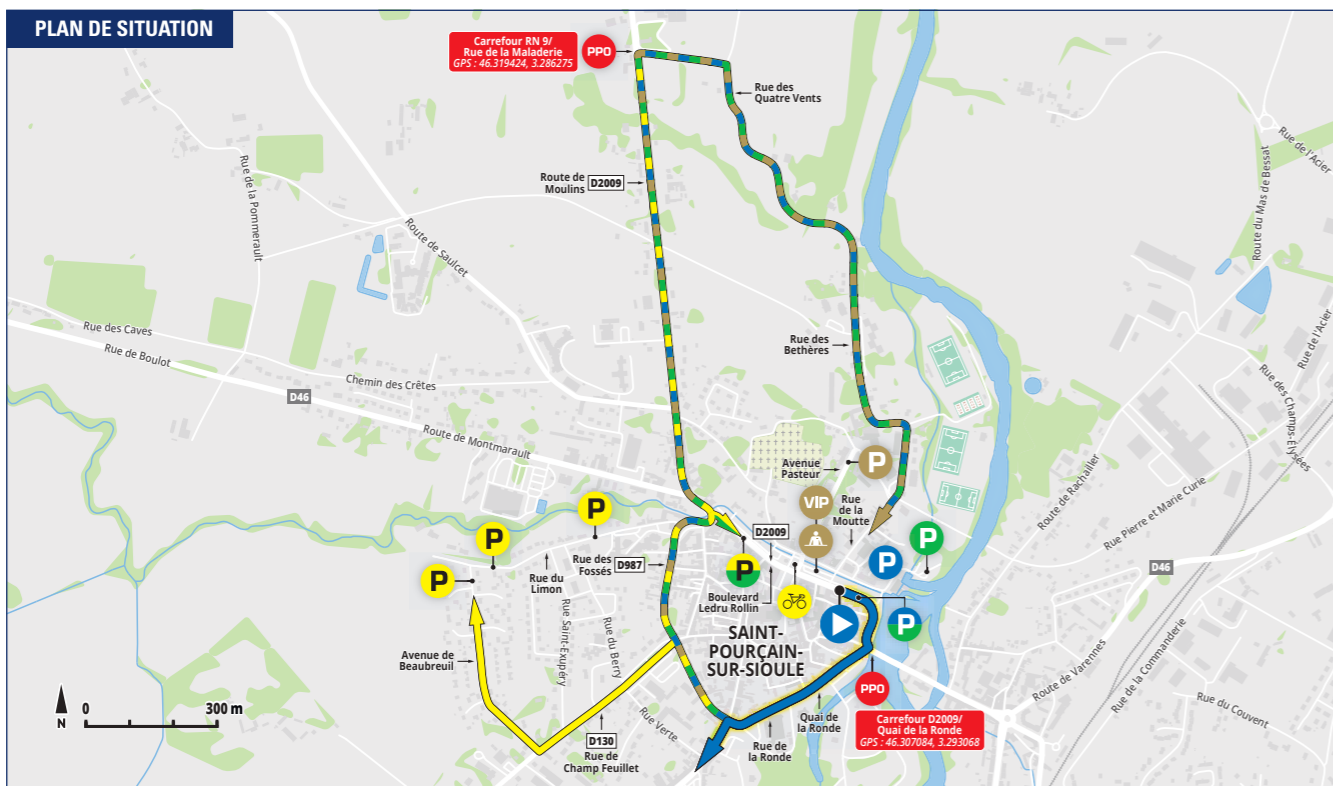 PLAN DE SITUATION
Carrefour RN 9/
Rue de la Maladerie
GPS : 46.319424, 3.286275
PPO
Rue des
Quatre Vents
Rue de l'Acier
Rue de la Pommerault
Route de
Moulins
D2009
Route du Mas de Besset
Route de Saulcet
Rue des Caves
Rue de Boulot
Rue des
Bethères
Rue de l'Acier
Chemin des Crêtes
D46
Rue des Champs-Elysées
Route de Montmarault
Avenue
Pasteur
P
Route de Rachailler
VIP
Rue
de la
Moutte
Rue Pierre et Marie Curie
P
P
P
D2009
P
P
D46
Rue des
Fossés
D987
P
Rue du
Limon
Boulevard
Ledru Rollin
P
Rue Saint-Exupéry
Rue du Berry
SAINT-
POURÇAIN-
SUR-SIOULE
Avenue de
Beaubreuil
PPO
Route de Varennes
Rue de la Commanderie
Rue du Couvent
N
0 300 m
Rue Verte
Quai de
la Ronde
Carrefour D2009/
Quai de la Ronde
GPS : 46.307084, 3.293068
D130
Rue de
Champ Feuillet
Rue de
la Ronde